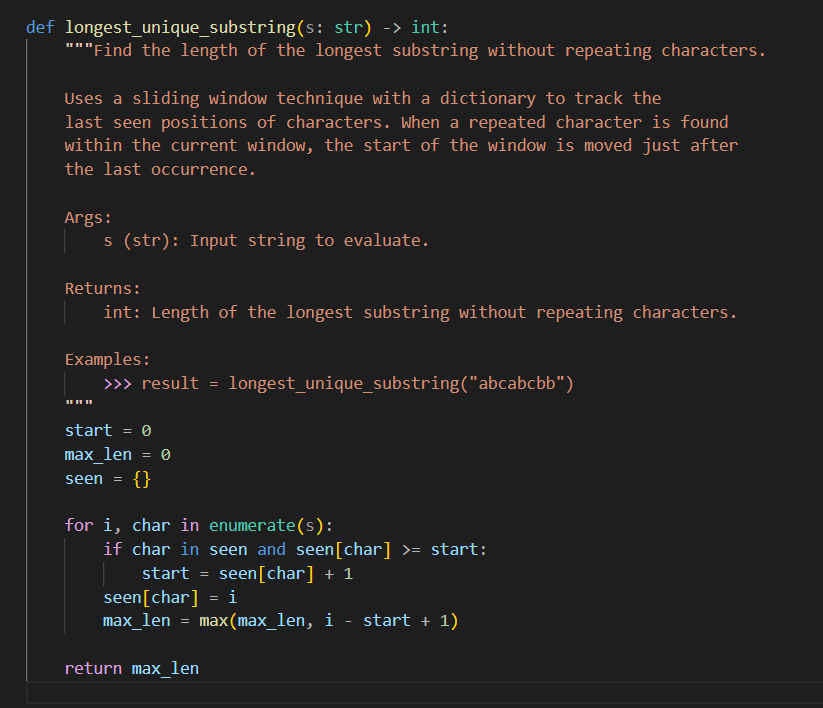 def longest_unique_substring(s: str) -> int:
    """Find the length of the longest substring without repeating characters.

    Uses a sliding window technique with a dictionary to track the
    last seen positions of characters. When a repeated character is found
    within the current window, the start of the window is moved just after
    the last occurrence.

    Args:
        s (str): Input string to evaluate.

    Returns:
        int: Length of the longest substring without repeating characters.

    Examples:
        >>> result = longest_unique_substring("abcabcbb")
    """
    start = 0
    max_len = 0
    seen = {}

    for i, char in enumerate(s):
        if char in seen and seen[char] >= start:
            start = seen[char] + 1
        seen[char] = i
        max_len = max(max_len, i - start + 1)

    return max_len